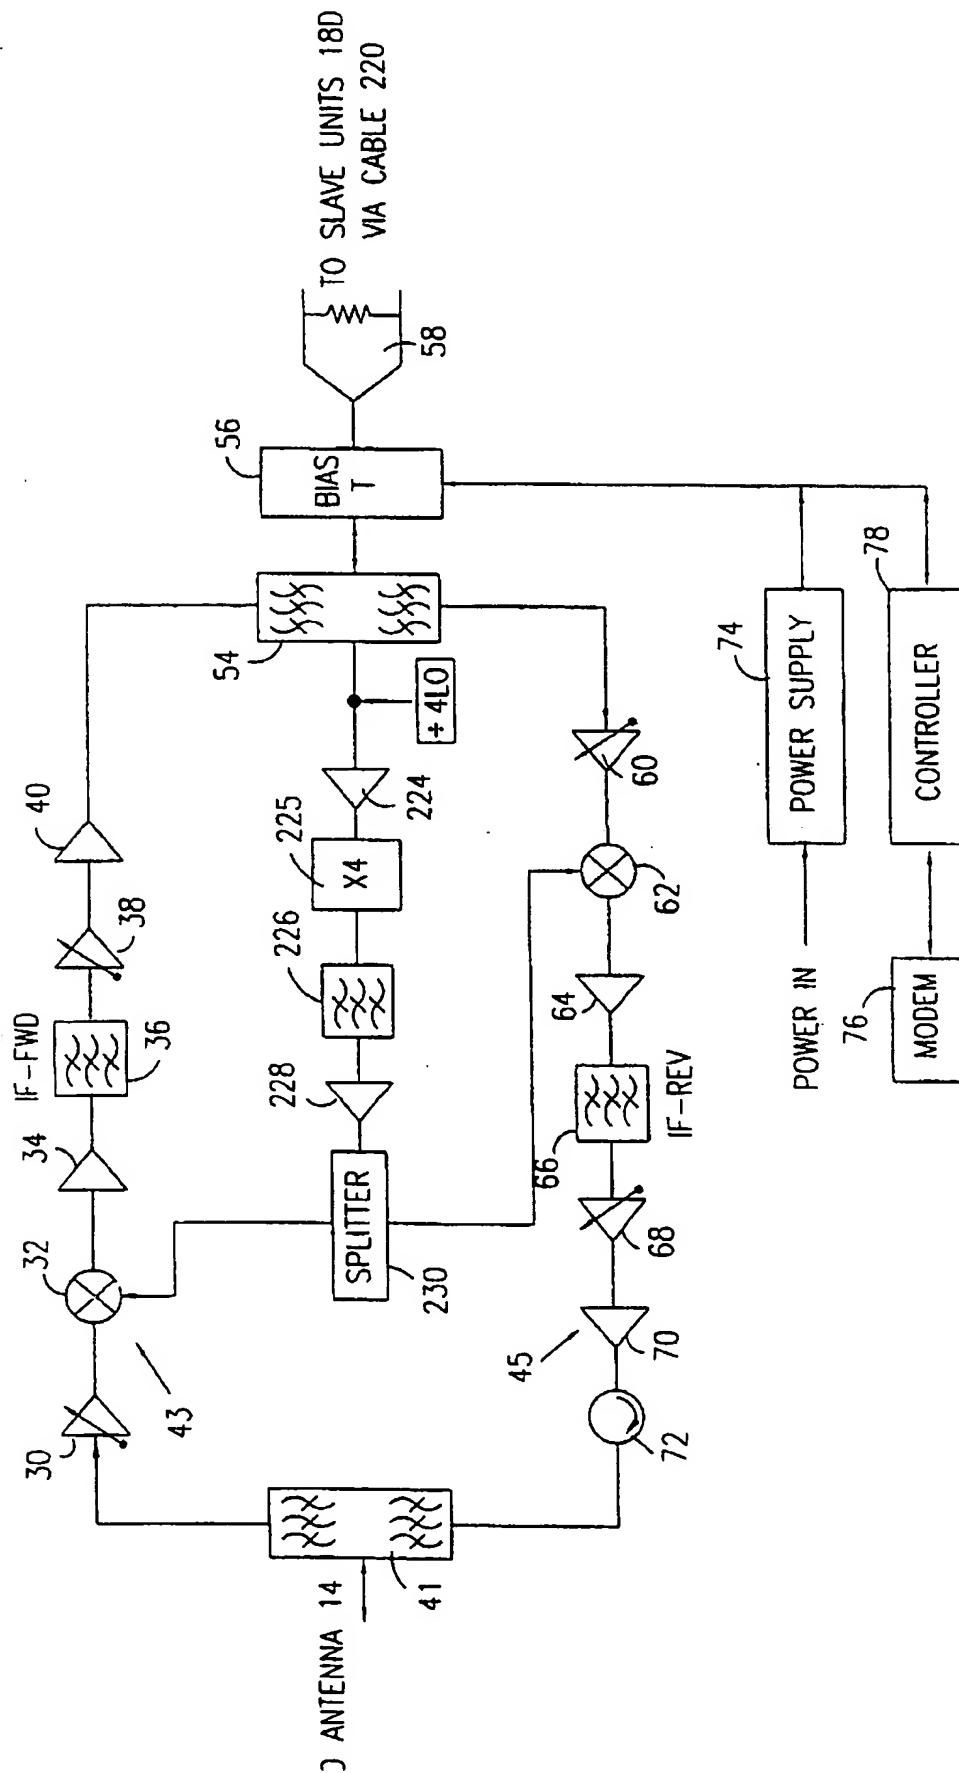 40
38
IF-FWD
36
34
32
30
43
54
÷ 4LO
224
225
X4
226
228
SPLITTER
230
41
ANTENNA 14
56
BIAS
T
58
TO SLAVE UNITS 18D
VIA CABLE 220
60
62
64
66
IF-REV
68
45
70
72
74
POWER SUPPLY
POWER IN
78
CONTROLLER
76
MODEM